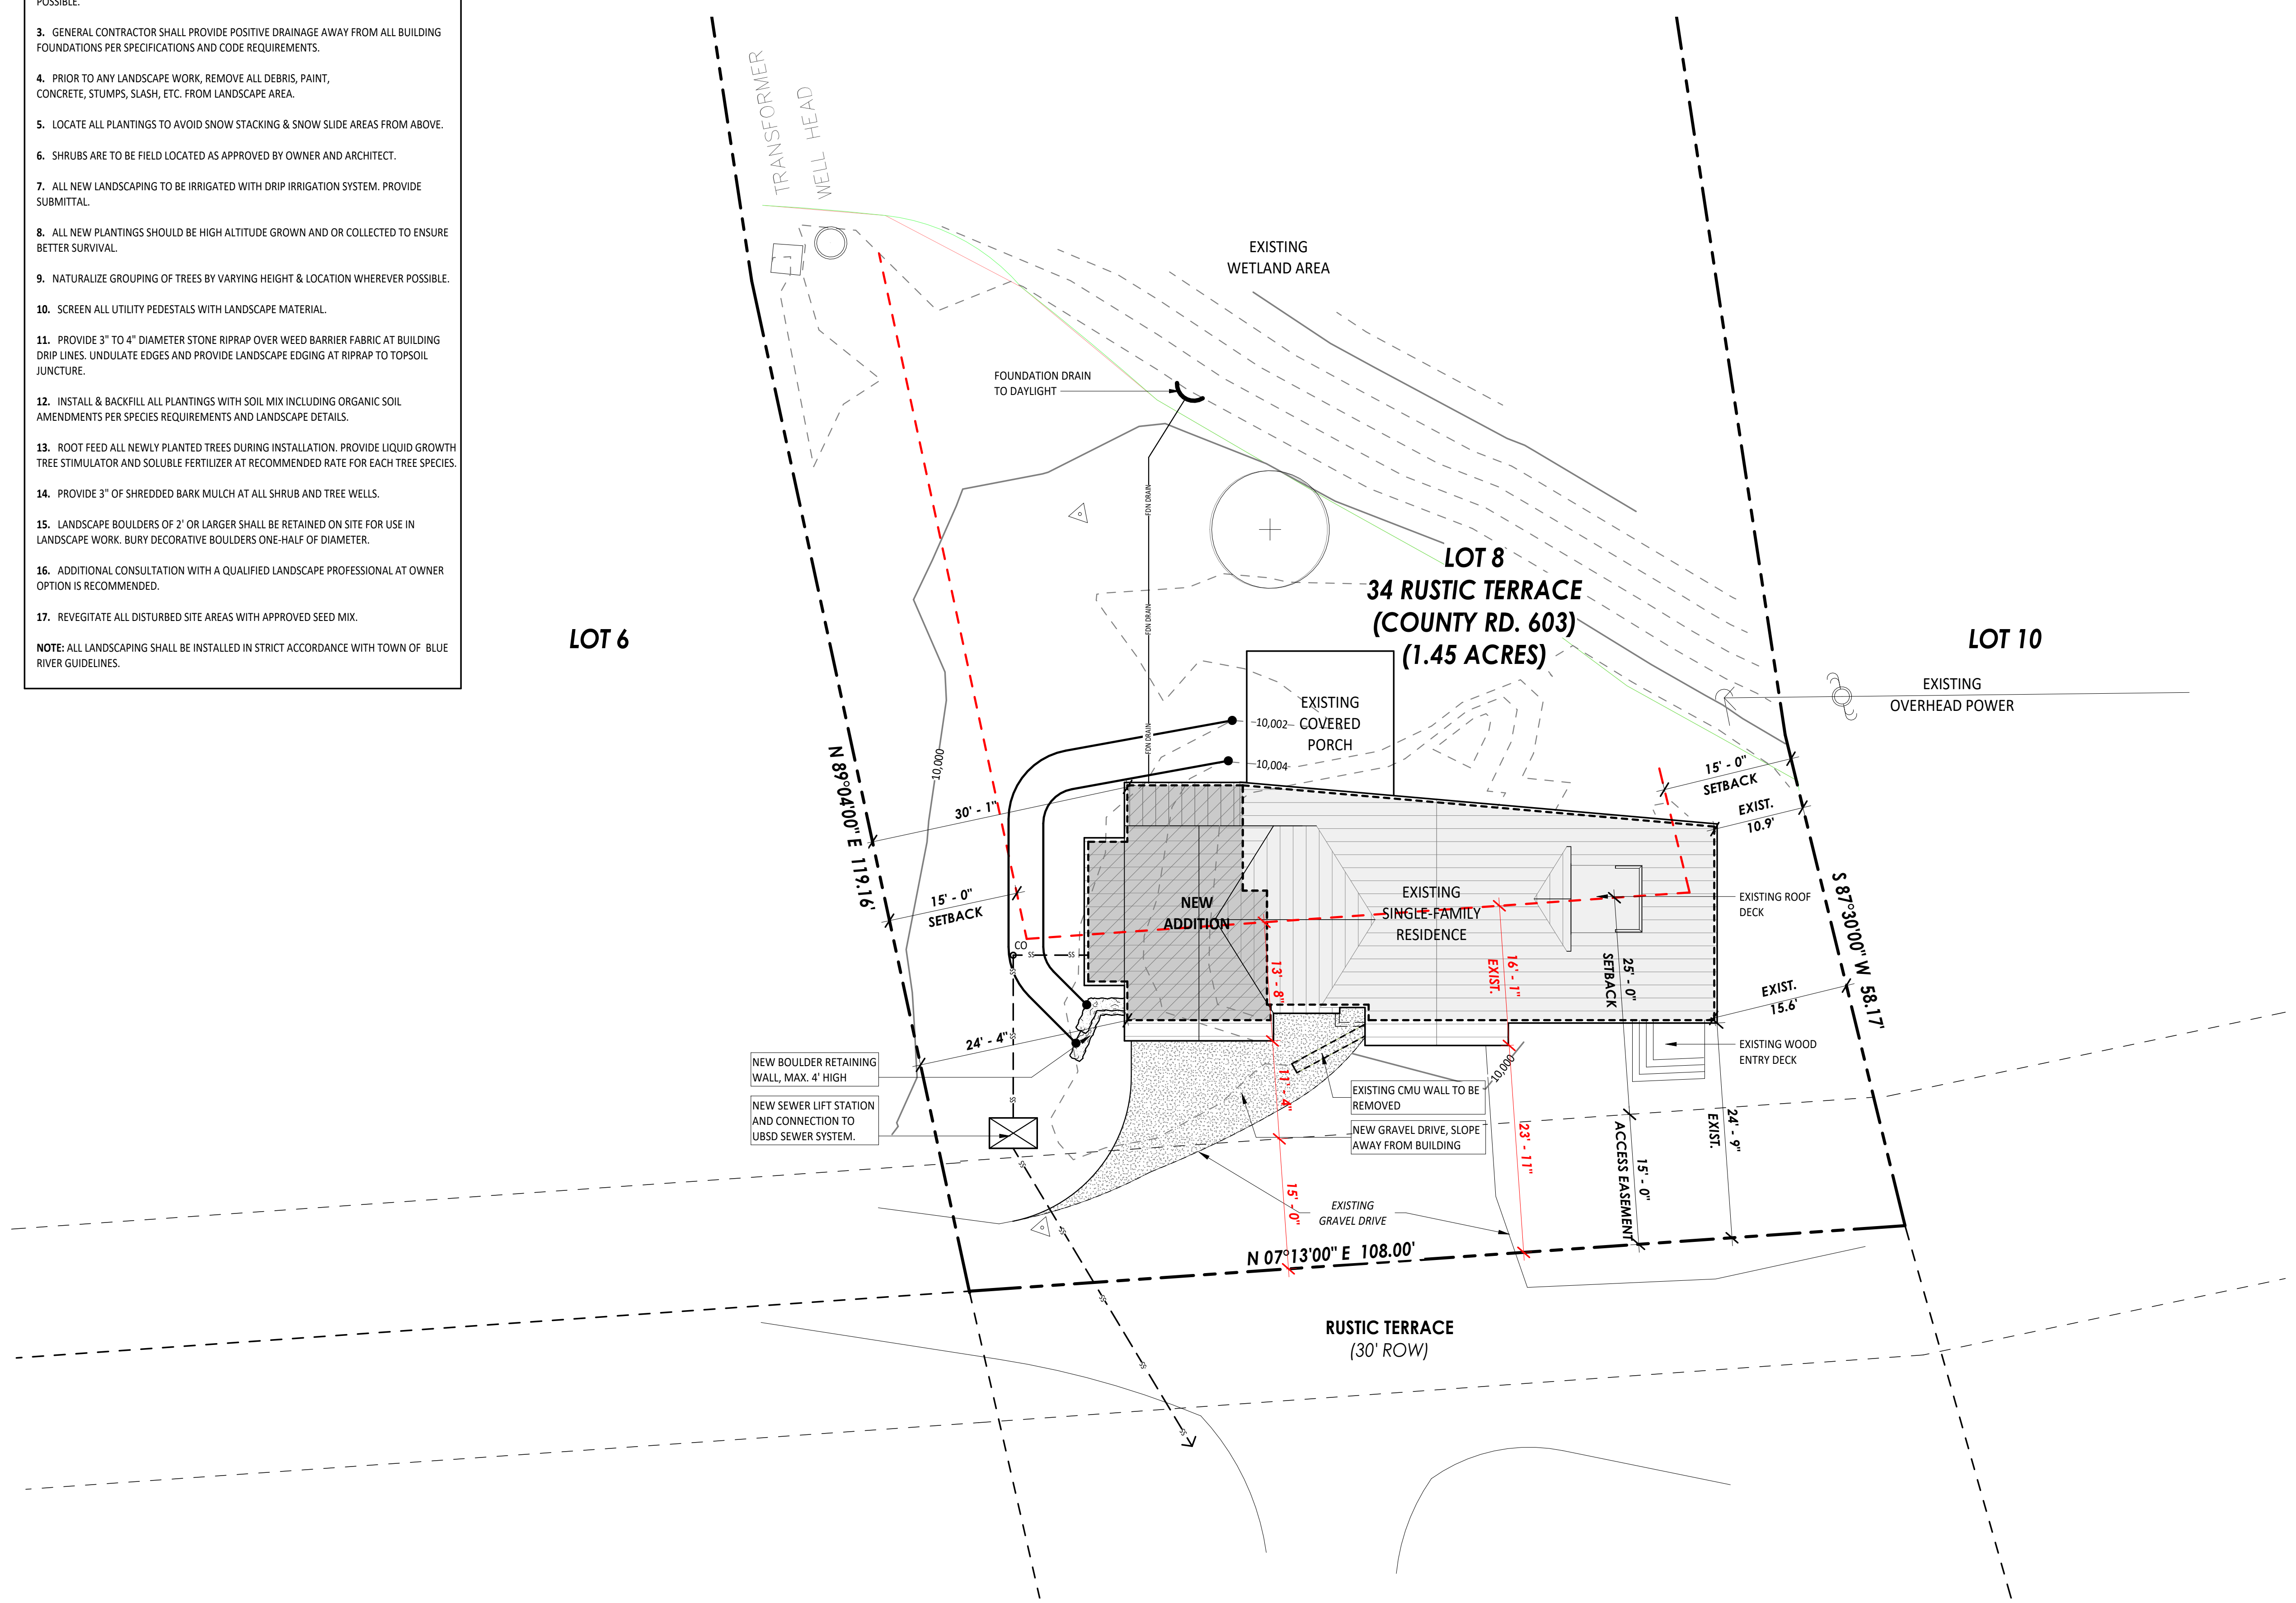 POSSIBLE.
3. GENERAL CONTRACTOR SHALL PROVIDE POSITIVE DRAINAGE AWAY FROM ALL BUILDING
FOUNDATIONS PER SPECIFICATIONS AND CODE REQUIREMENTS.
4. PRIOR TO ANY LANDSCAPE WORK, REMOVE ALL DEBRIS, PAINT,
CONCRETE, STUMPS, SLASH, ETC. FROM LANDSCAPE AREA.
5. LOCATE ALL PLANTINGS TO AVOID SNOW STACKING & SNOW SLIDE AREAS FROM ABOVE.
6. SHRUBS ARE TO BE FIELD LOCATED AS APPROVED BY OWNER AND ARCHITECT.
7. ALL NEW LANDSCAPING TO BE IRRIGATED WITH DRIP IRRIGATION SYSTEM. PROVIDE
SUBMITTAL.
8. ALL NEW PLANTINGS SHOULD BE HIGH ALTITUDE GROWN AND OR COLLECTED TO ENSURE
BETTER SURVIVAL.
9. NATURALIZE GROUPING OF TREES BY VARYING HEIGHT & LOCATION WHEREVER POSSIBLE.
10. SCREEN ALL UTILITY PEDESTALS WITH LANDSCAPE MATERIAL.
11. PROVIDE 3" TO 4" DIAMETER STONE RIPRAP OVER WEED BARRIER FABRIC AT BUILDING
DRIP LINES. UNDULATE EDGES AND PROVIDE LANDSCAPE EDGING AT RIPRAP TO TOPSOIL
JUNCTURE.
12. INSTALL & BACKFILL ALL PLANTINGS WITH SOIL MIX INCLUDING ORGANIC SOIL
AMENDMENTS PER SPECIES REQUIREMENTS AND LANDSCAPE DETAILS.
13. ROOT FEED ALL NEWLY PLANTED TREES DURING INSTALLATION. PROVIDE LIQUID GROWTH
TREE STIMULATOR AND SOLUBLE FERTILIZER AT RECOMMENDED RATE FOR EACH TREE SPECIES.
14. PROVIDE 3" OF SHREDDED BARK MULCH AT ALL SHRUB AND TREE WELLS.
15. LANDSCAPE BOULDERS OF 2' OR LARGER SHALL BE RETAINED ON SITE FOR USE IN
LANDSCAPE WORK. BURY DECORATIVE BOULDERS ONE-HALF OF DIAMETER.
16. ADDITIONAL CONSULTATION WITH A QUALIFIED LANDSCAPE PROFESSIONAL AT OWNER
OPTION IS RECOMMENDED.
17. REVEGITATE ALL DISTURBED SITE AREAS WITH APPROVED SEED MIX.
NOTE: ALL LANDSCAPING SHALL BE INSTALLED IN STRICT ACCORDANCE WITH TOWN OF BLUE
RIVER GUIDELINES.
TRANSFORMER
WELL HEAD
EXISTING
WETLAND AREA
FOUNDATION DRAIN
TO DAYLIGHT
FDN DRAIN
FDN DRAIN
FDN DRAIN
LOT 8
34 RUSTIC TERRACE
(COUNTY RD. 603)
(1.45 ACRES)
LOT 6
LOT 10
EXISTING
OVERHEAD POWER
EXISTING
COVERED
PORCH
10,002
10,004
10,000
N 89°04'00" E 119.16'
30' - 1"
15' - 0"
SETBACK
15' - 0"
SETBACK
EXIST.
10.9'
S 87°30'00" W 58.17'
NEW
ADDITION
EXISTING
SINGLE-FAMILY
RESIDENCE
EXISTING ROOF
DECK
CO
SS
SS
SS
SS
SS
13' - 8"
16' - 1"
EXIST.
25' - 0"
SETBACK
EXIST.
15.6'
24' - 4"
NEW BOULDER RETAINING
WALL, MAX. 4' HIGH
NEW SEWER LIFT STATION
AND CONNECTION TO
UBSD SEWER SYSTEM.
EXISTING WOOD
ENTRY DECK
10,000
EXISTING CMU WALL TO BE
REMOVED
NEW GRAVEL DRIVE, SLOPE
AWAY FROM BUILDING
11' - 4"
23' - 11"
15' - 0"
ACCESS EASEMENT
24' - 9"
EXIST.
15' - 0"
EXISTING
GRAVEL DRIVE
SS
SS
SS
SS
SS
N 07°13'00" E 108.00'
RUSTIC TERRACE
(30' ROW)